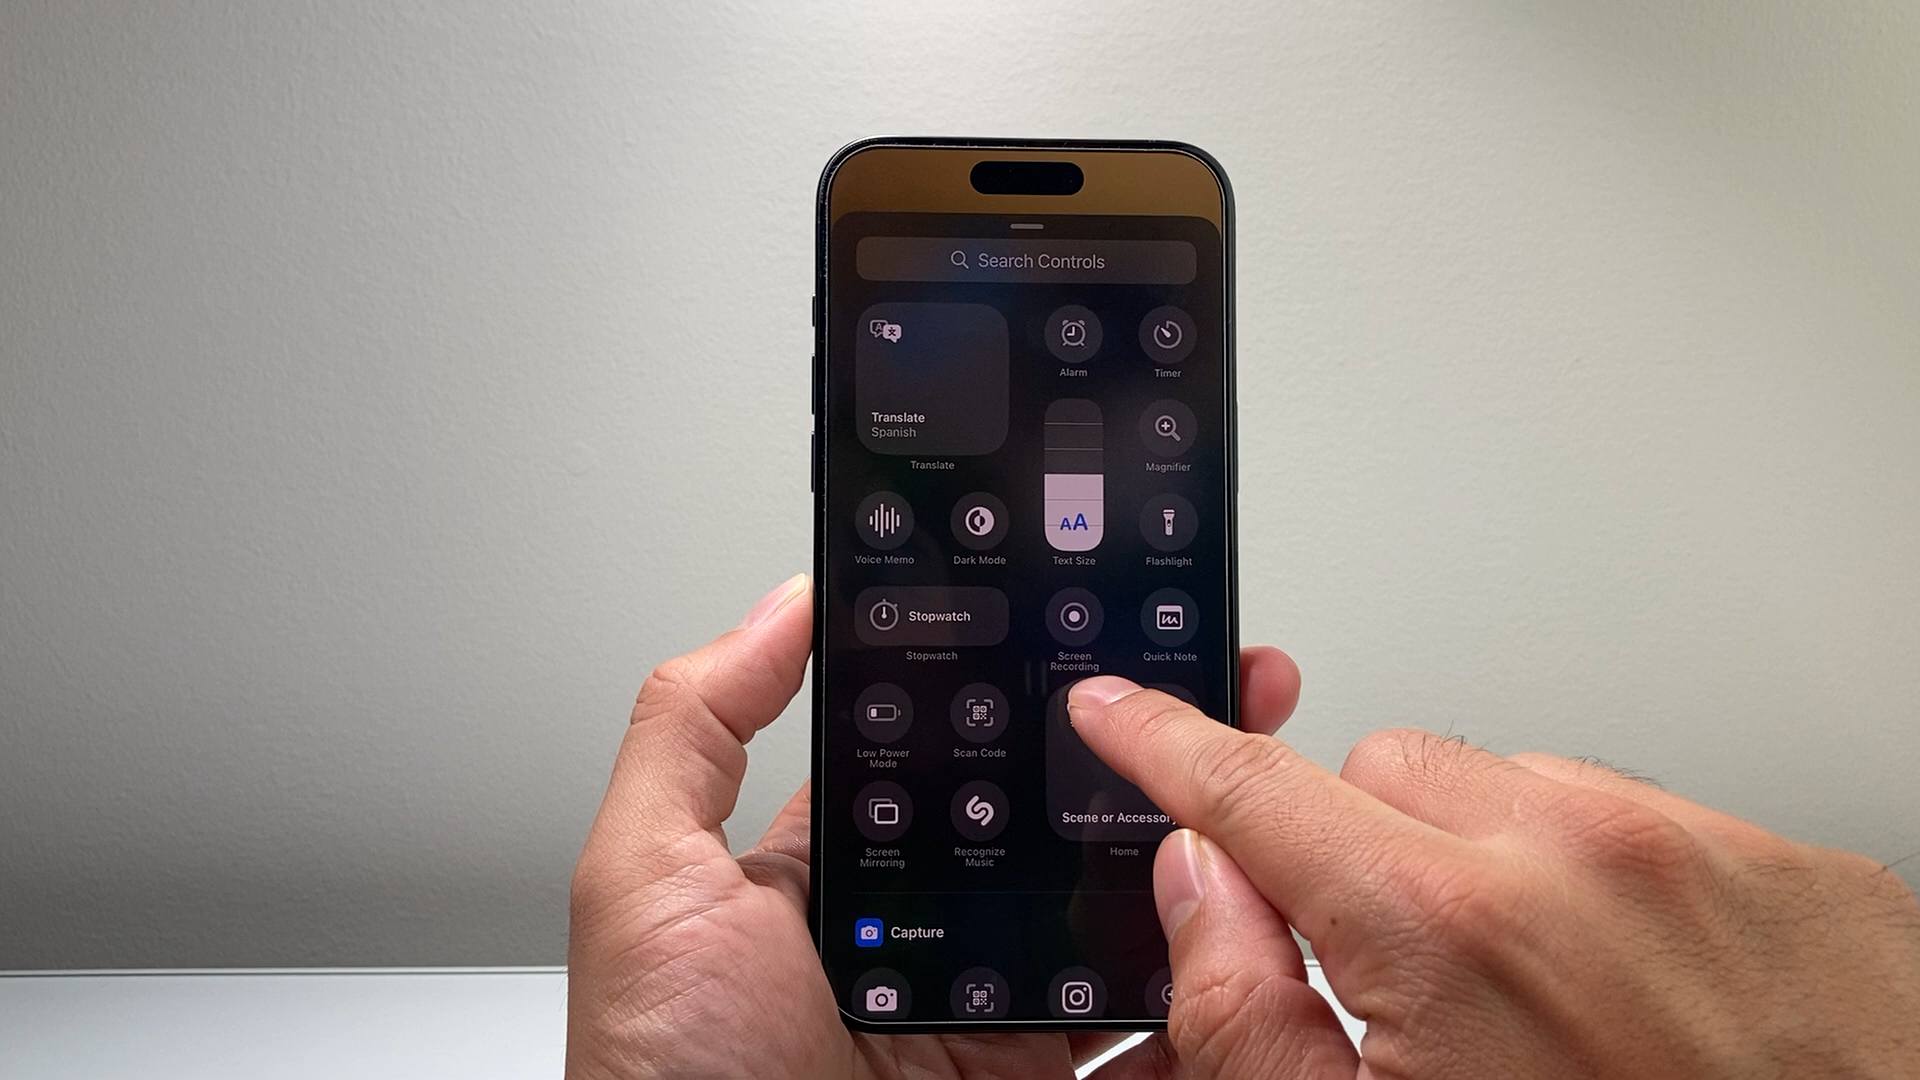 Search Controls
Translate
Spanish
Translate
Alarm
Timer
Magnifier
Voice Memo
Dark Mode
AA
Text Size
Flashlight
Stopwatch
Stopwatch
Screen
Recording
Quick Note
Low Power
Mode
Scan Code
Scene or Accessory
Screen
Mirroring
Recognize
Music
Home
Capture